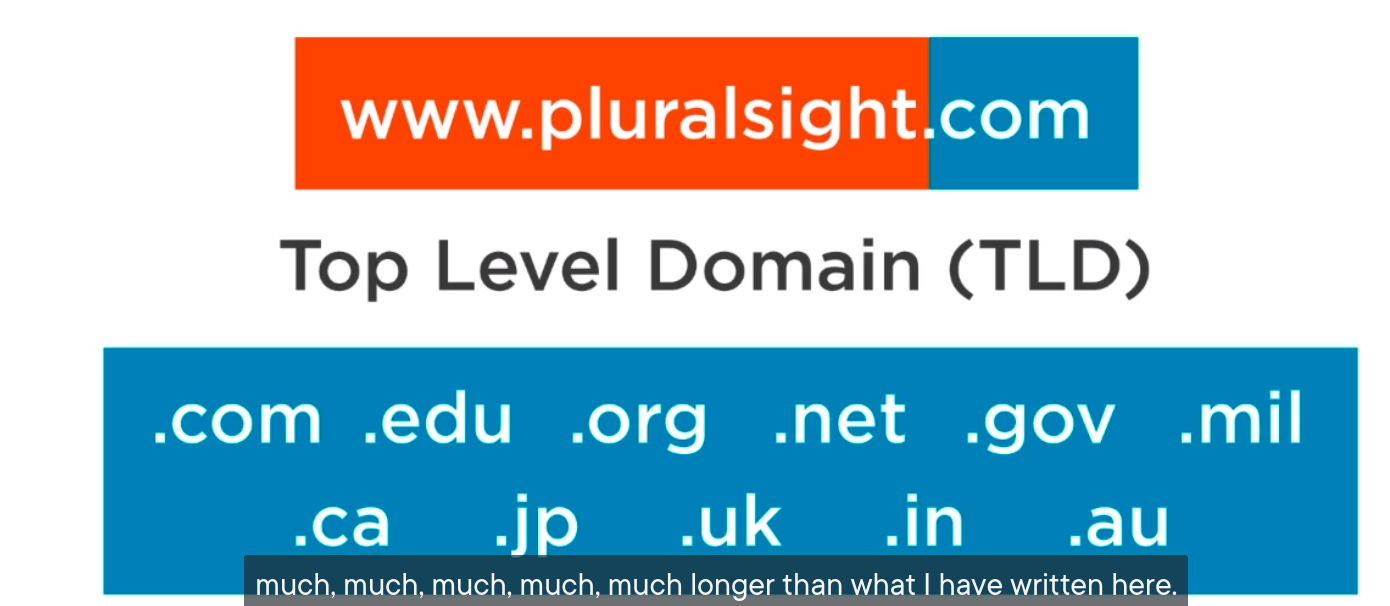 www.pluralsight.com
Top Level Domain (TLD)
.com .edu .org .net .gov .mil
.ca .jp .uk .in .au
much, much, much, much, much longer than what I have written here.